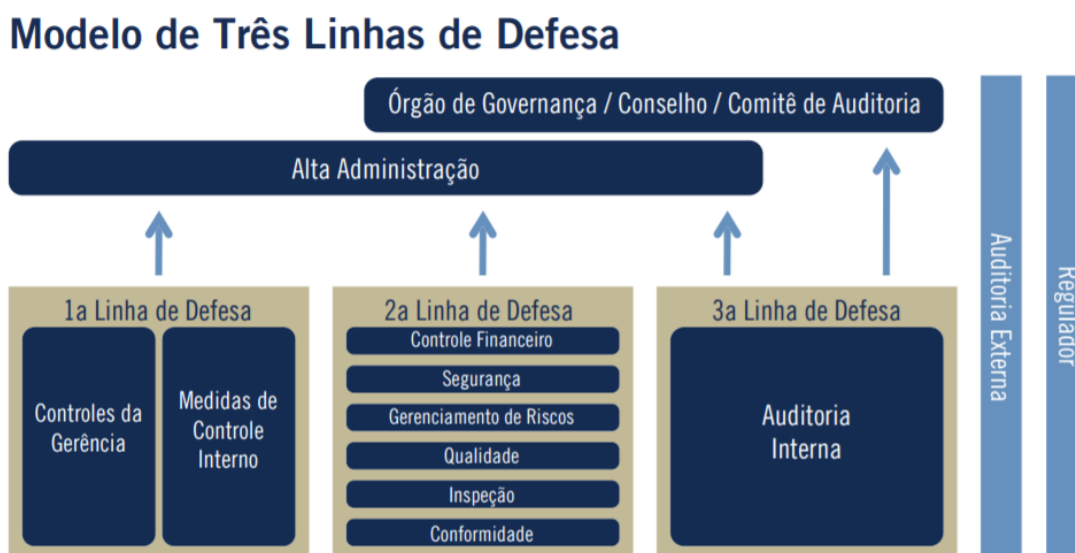 Modelo de Três Linhas de Defesa
Órgão de Governança / Conselho / Comitê de Auditoria
Alta Administração
1a Linha de Defesa
Controles da
Gerência
Medidas de
Controle
Interno
2a Linha de Defesa
Controle Financeiro
Segurança
Gerenciamento de Riscos
Qualidade
Inspeção
Conformidade
3a Linha de Defesa
Auditoria
Interna
Auditoria Externa
Regulador